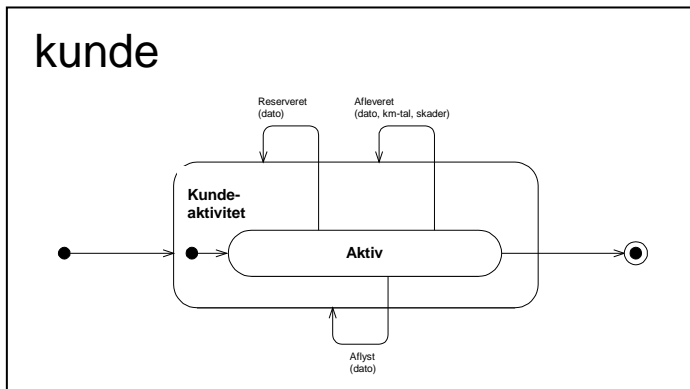 kunde
Reserveret
(dato)
Afleveret
(dato, km-tal, skader)
Kunde-
aktivitet
Aktiv
Aflyst
(dato)